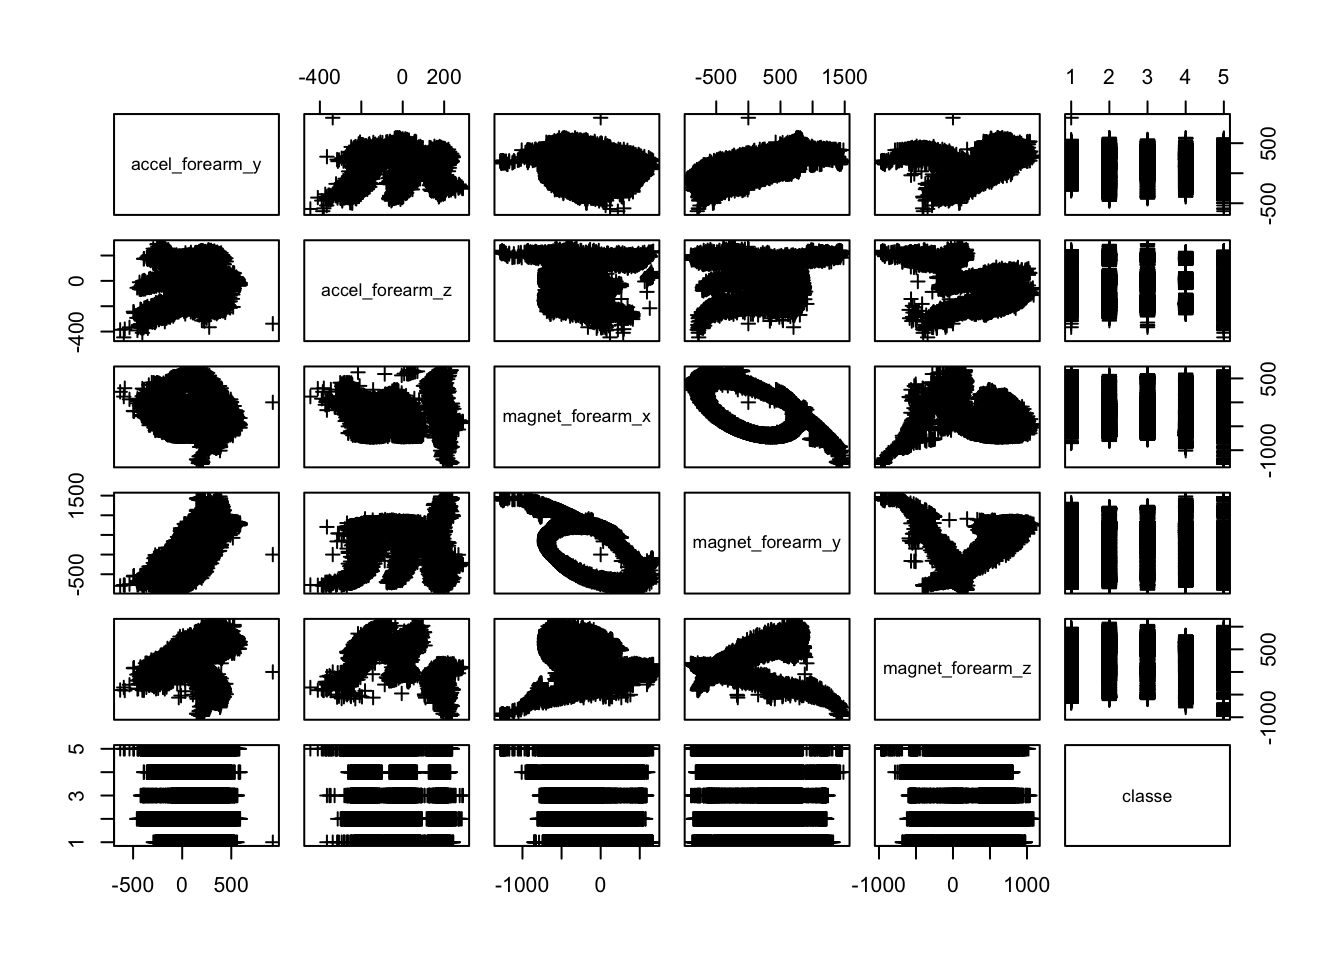 -400 0 200 -500 500 1500 1 2 3 4 5
accel_forearm_y
-500 500
-400 0
accel_forearm_z
magnet_forearm_x
-1000 500
-500 1500
magnet_forearm_y
magnet_forearm_z
-1000 500
1 3 5
classe
-500 0 500 -1000 0 -1000 0 1000